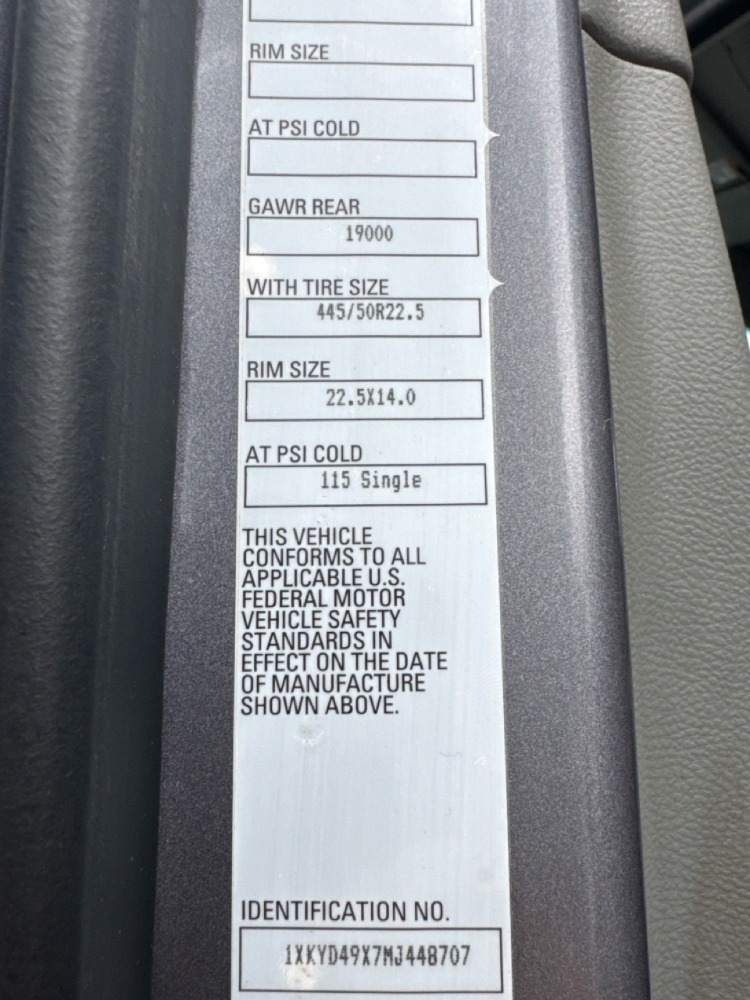 RIM SIZE
AT PSI COLD
GAWR REAR
19000
WITH TIRE SIZE
445/50R22.5
RIM SIZE
22.5X14.0
AT PSI COLD
115 Single
THIS VEHICLE
CONFORMS TO ALL
APPLICABLE U.S.
FEDERAL MOTOR
VEHICLE SAFETY
STANDARDS IN
EFFECT ON THE DATE
OF MANUFACTURE
SHOWN ABOVE.
IDENTIFICATION NO.
1XKYD49X7MJ448707